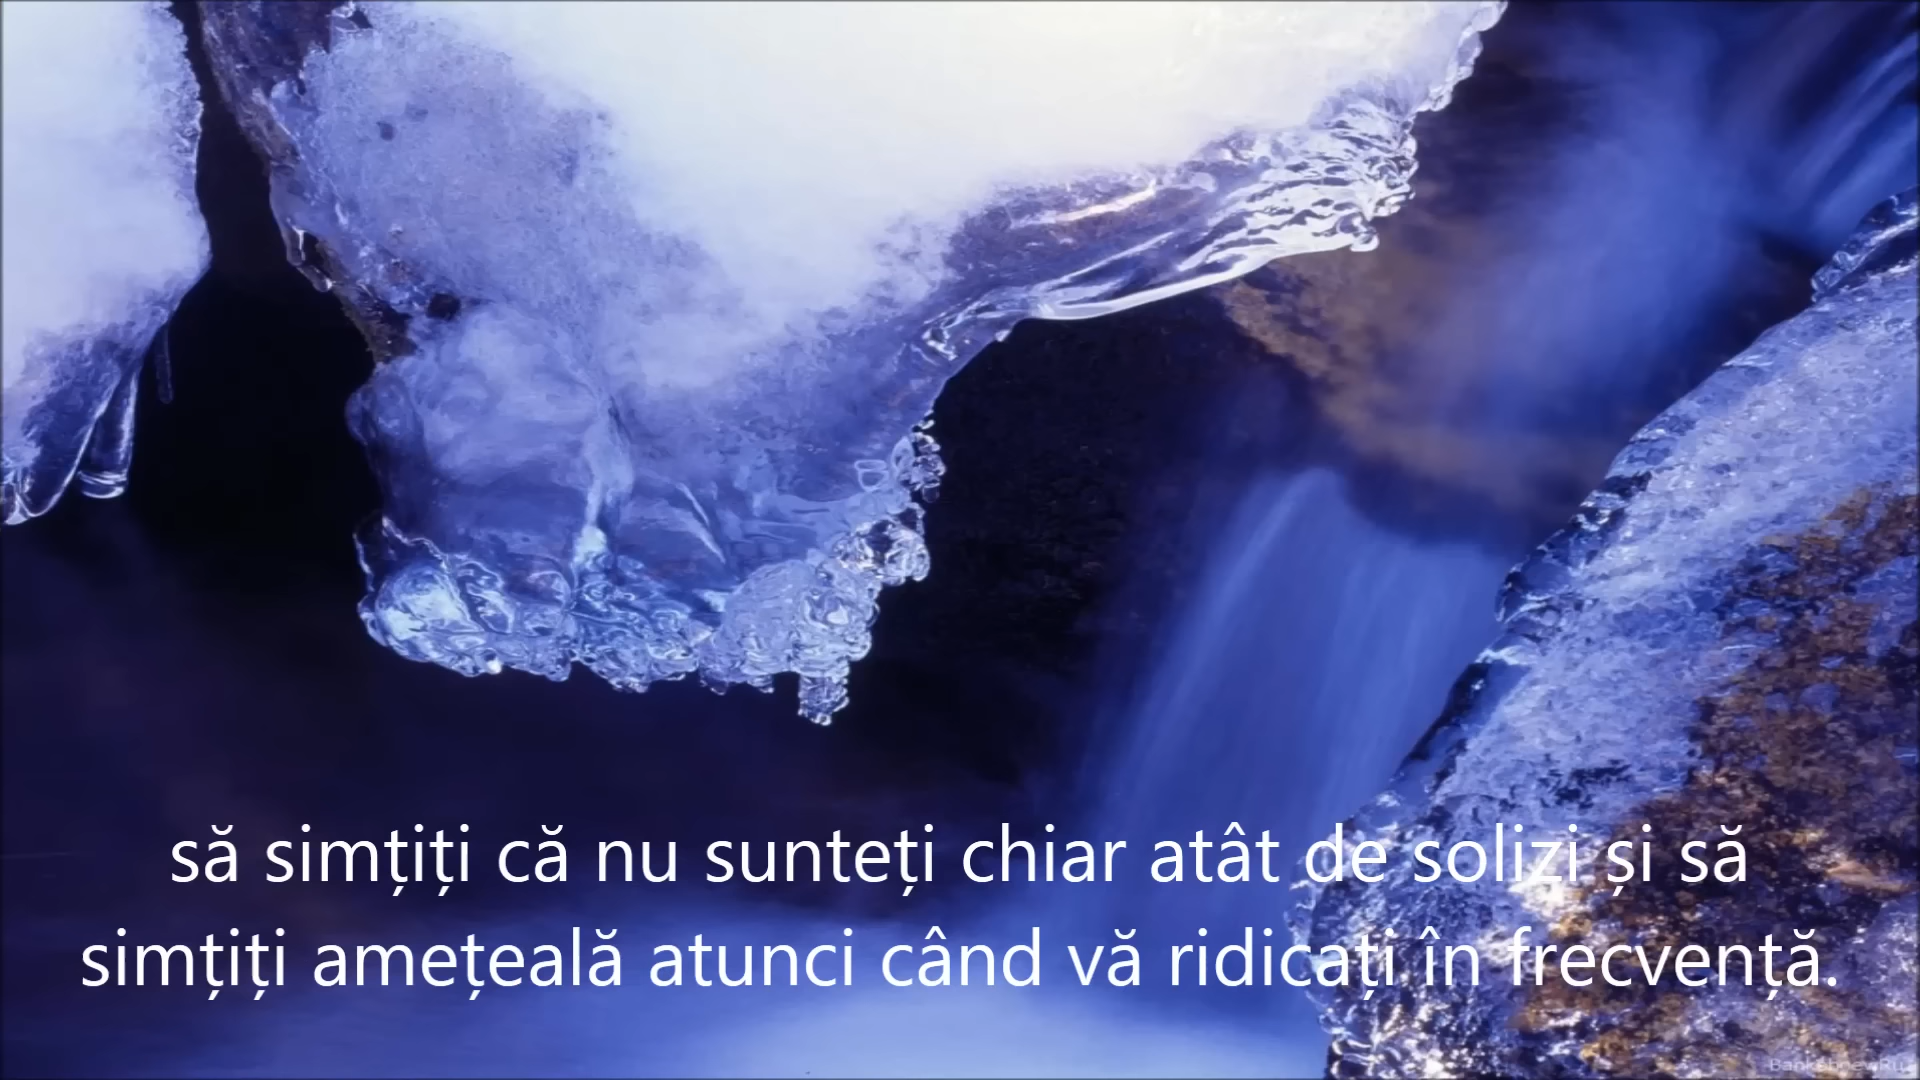 să simțiți că nu sunteți chiar atât de solizi și să
simțiți amețeală atunci când vă ridicați în frecvență.